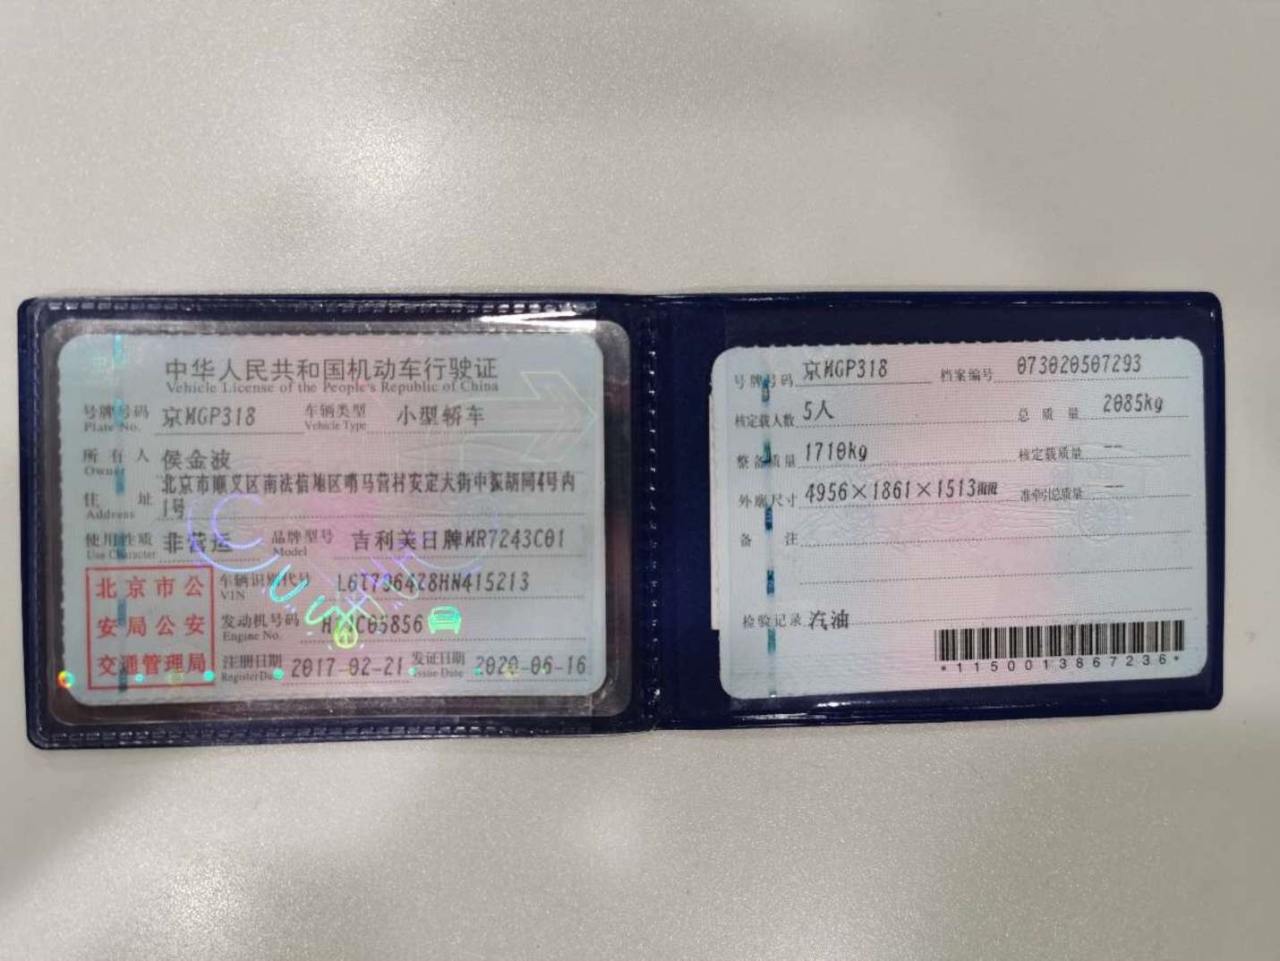 中华人民共和国机动车行驶证
Vehicle License of the People's Republic of China
号牌号码 京MGP318 车辆类型 小型轿车
Plate No. Vehicle Type
所有人 侯金波
Owner
北京市顺义区南法信地区哨马营村安定大街中振胡同4号内
住址 1号
Address
使用性质 非营运 品牌型号 吉利美日牌MR7243C01
Use Character Model
北京市公
安局公安
交通管理局
车辆识别代号 L6T7964Z8HN415213
VIN
发动机号码
Engine No.
注册日期 2017-02-21 发证日期 2020-06-16
Register Date Issue Date
号牌号码 京MGP318 档案编号 073020507293
核定载人数 5人 总质量 2085kg
整备质量 1710kg 核定载质量 --
外廓尺寸 4956×1861×1513mm 准牵引总质量 --
备注
检验记录 汽油
*1150013867236*